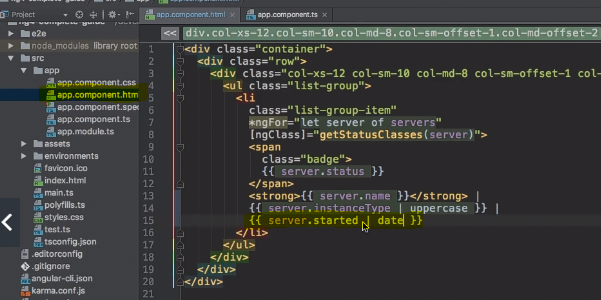 Project
app.component.html
app.component.ts
div.col-xs-12.col-sm-10.col-md-8.col-sm-offset-1.col-md-offset-2
e2e
node_modules library root
src
app
app.component.css
app.component.htm
app.component.spec
app.component.ts
app.module.ts
assets
environments
favicon.ico
index.html
main.ts
polyfills.ts
styles.css
test.ts
tsconfig.json
.editorconfig
.gitignore
angular-cli.json
karma.conf.js
1 <div class="container">
2 <div class="row">
3 <div class="col-xs-12 col-sm-10 col-md-8 col-sm-offset-1 col-
4 <ul class="list-group">
5 <li
6 class="list-group-item"
7 *ngFor="let server of servers"
8 [ngClass]="getStatusClasses(server)">
9 <span
10 class="badge">
11 {{ server.status }}
12 </span>
13 <strong>{{ server.name }}</strong> |
14 {{ server.instanceType | uppercase }} |
15 {{ server.started | date }}
16 </li>
17 </ul>
18 </div>
19 </div>
20 </div>
21